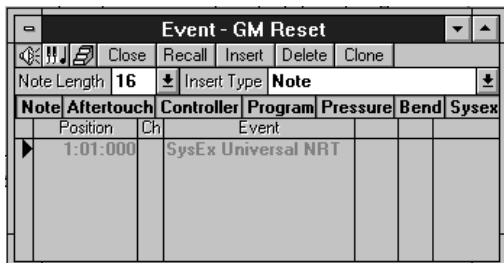 Event - GM Reset
Close Recall Insert Delete Clone
Note Length 16 Insert Type Note
Note Aftertouch Controller Program Pressure Bend Sysex
Position Ch Event
1:01:000 SysEx Universal NRT